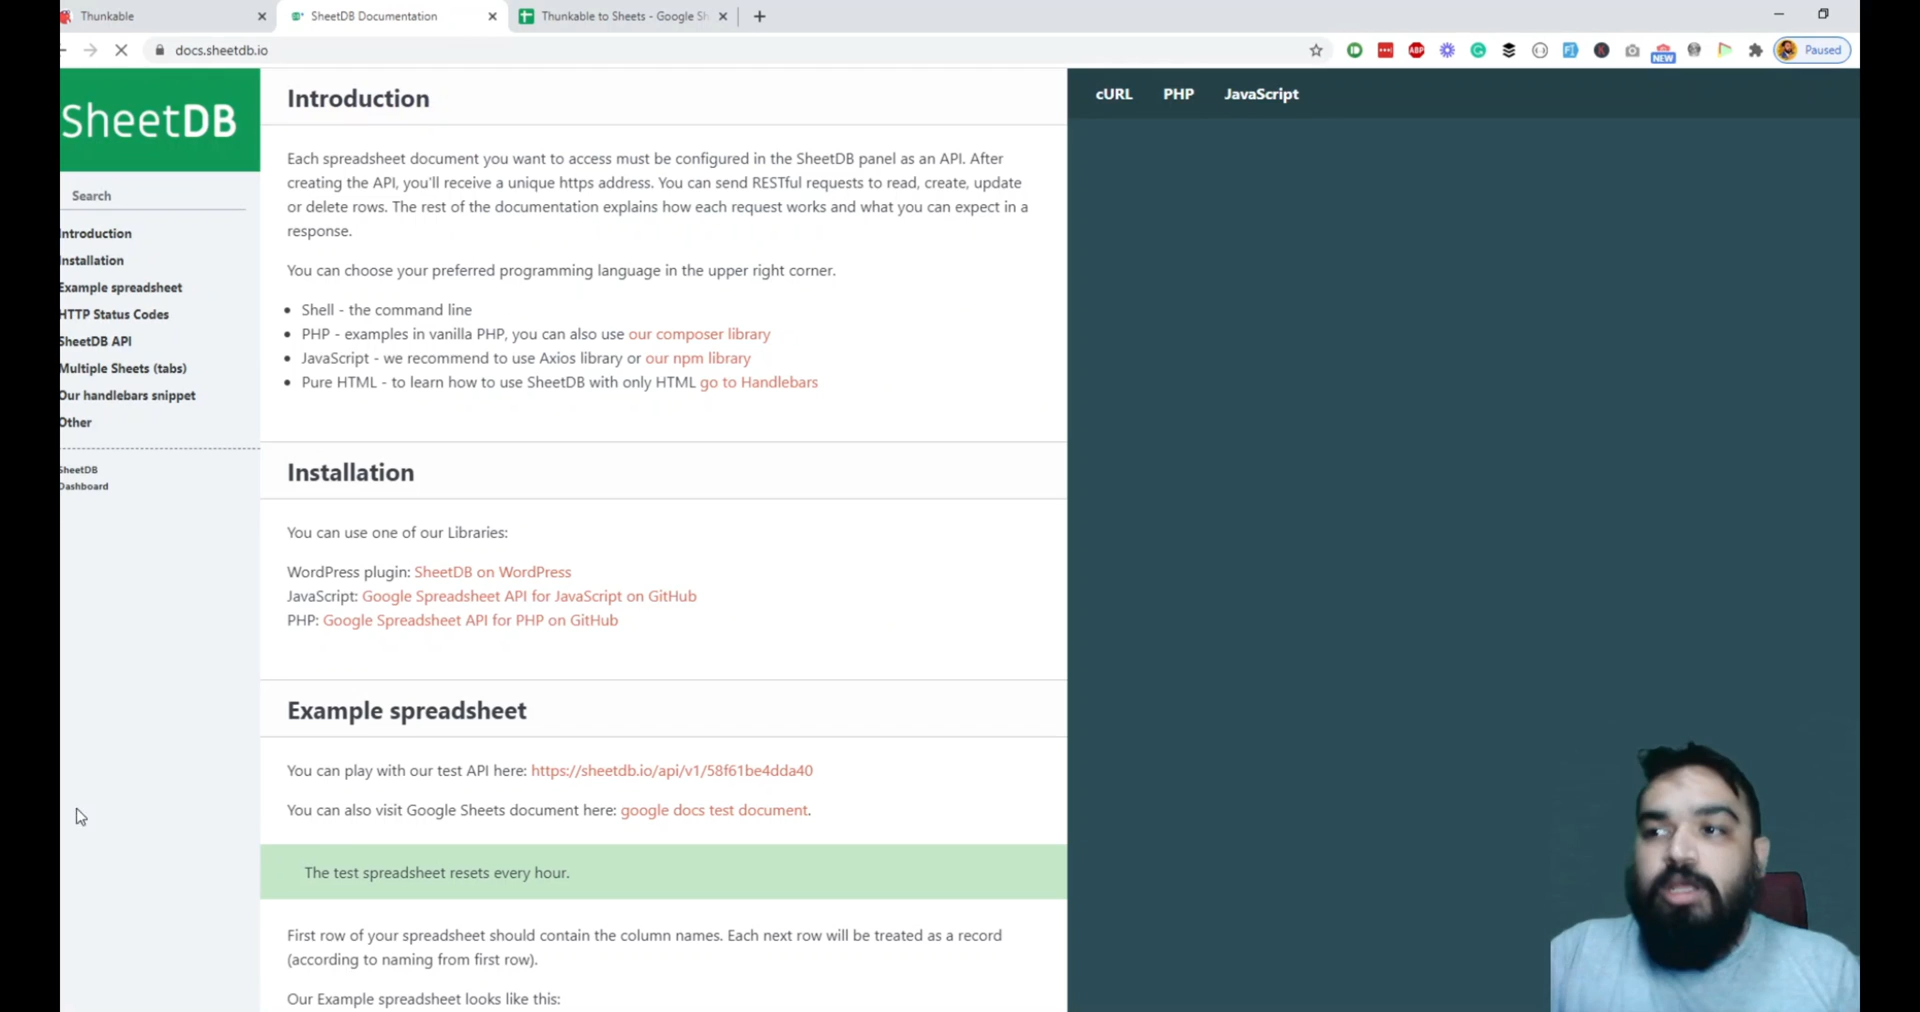 Thunkable
SheetDB Documentation
Thunkable to Sheets - Google Sh
docs.sheetdb.io
ABP
NEW
Paused
SheetDB
Search
Introduction
Installation
Example spreadsheet
HTTP Status Codes
SheetDB API
Multiple Sheets (tabs)
Our handlebars snippet
Other
SheetDB
Dashboard
Introduction
Each spreadsheet document you want to access must be configured in the SheetDB panel as an API. After
creating the API, you'll receive a unique https address. You can send RESTful requests to read, create, update
or delete rows. The rest of the documentation explains how each request works and what you can expect in a
response.
You can choose your preferred programming language in the upper right corner.
Shell - the command line
PHP - examples in vanilla PHP, you can also use our composer library
JavaScript - we recommend to use Axios library or our npm library
Pure HTML - to learn how to use SheetDB with only HTML go to Handlebars
Installation
You can use one of our Libraries:
WordPress plugin: SheetDB on WordPress
JavaScript: Google Spreadsheet API for JavaScript on GitHub
PHP: Google Spreadsheet API for PHP on GitHub
Example spreadsheet
You can play with our test API here: https://sheetdb.io/api/v1/58f61be4dda40
You can also visit Google Sheets document here: google docs test document.
The test spreadsheet resets every hour.
First row of your spreadsheet should contain the column names. Each next row will be treated as a record
(according to naming from first row).
Our Example spreadsheet looks like this:
cURL PHP JavaScript